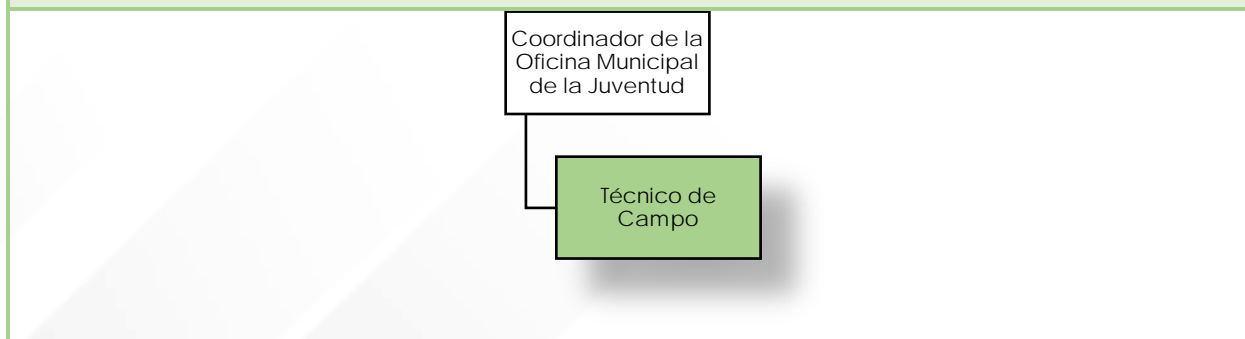 Coordinador de la
Oficina Municipal
de la Juventud
Técnico de
Campo